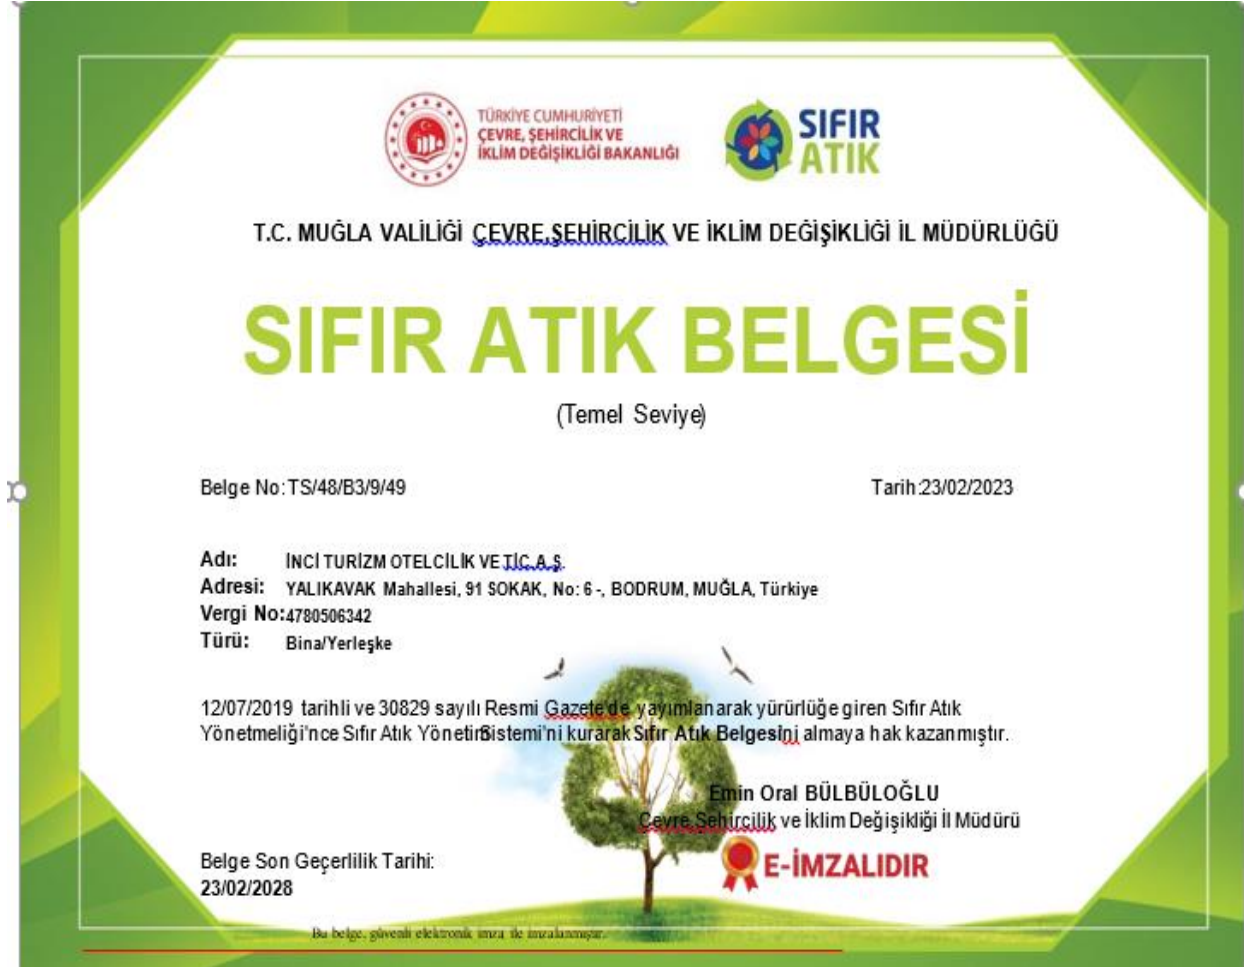 TÜRKİYE CUMHURİYETİ
ÇEVRE, ŞEHİRCİLİK VE
İKLİM DEĞİŞİKLİĞİ BAKANLIĞI
SIFIR
ATIK
T.C. MUĞLA VALİLİĞİ ÇEVRE,ŞEHİRCİLİK VE İKLİM DEĞİŞİKLİĞİ İL MÜDÜRLÜĞÜ
SIFIR ATIK BELGESİ
(Temel Seviye)
Belge No:TS/48/B3/9/49 Tarih:23/02/2023
Adı: İNCİ TURİZM OTELCİLİK VE TİC.A.Ş.
Adresi: YALIKAVAK Mahallesi, 91 SOKAK, No: 6 -, BODRUM, MUĞLA, Türkiye
Vergi No:4780506342
Türü: Bina/Yerleşke
12/07/2019 tarihli ve 30829 sayılı Resmi Gazete'de yayımlanarak yürürlüğe giren Sıfır Atık
Yönetmeliği'nce Sıfır Atık Yönetim Sistemi'ni kurarak Sıfır Atık Belgesini almaya hak kazanmıştır.
Emin Oral BÜLBÜLOĞLU
Çevre,Şehircilik ve İklim Değişikliği İl Müdürü
E-İMZALIDIR
Belge Son Geçerlilik Tarihi:
23/02/2028
Bu belge, güvenli elektronik imza ile imzalanmıştır.